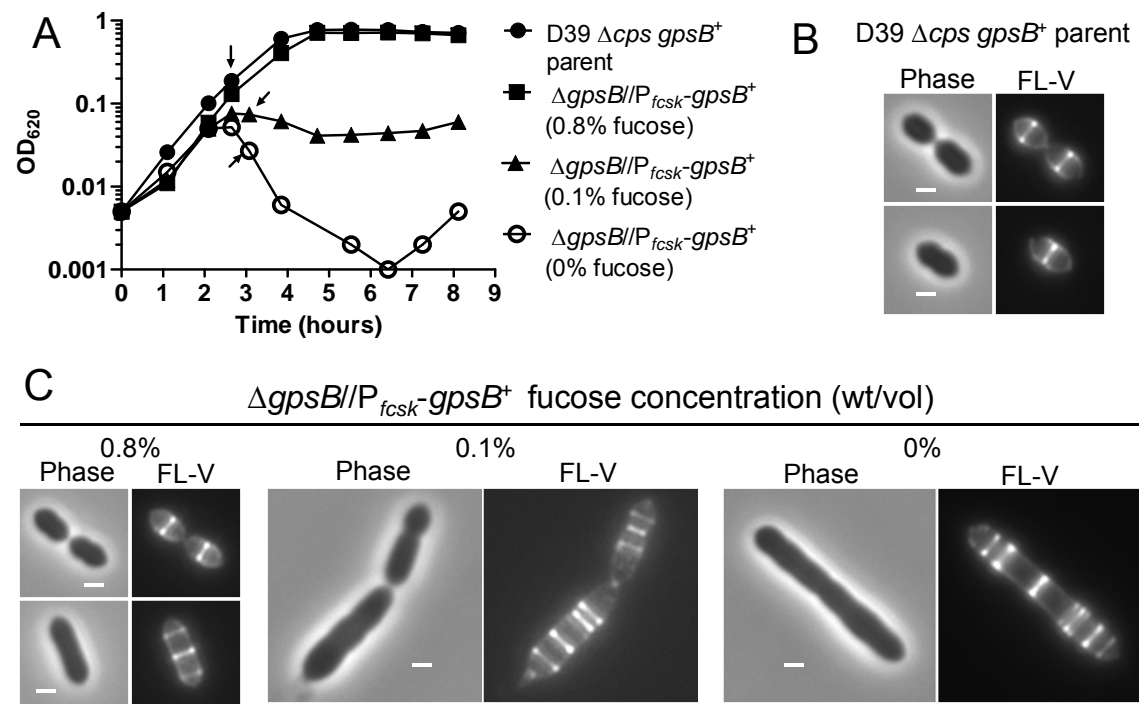 A
OD620
1
0.1
0.01
0.001
0 1 2 3 4 5 6 7 8 9
Time (hours)
D39 Δcps gpsB+
parent
ΔgpsB//Pfcsk-gpsB+
(0.8% fucose)
ΔgpsB//Pfcsk-gpsB+
(0.1% fucose)
ΔgpsB//Pfcsk-gpsB+
(0% fucose)
B
D39 Δcps gpsB+ parent
Phase FL-V
C
ΔgpsB//Pfcsk-gpsB+ fucose concentration (wt/vol)
0.8% 0.1% 0%
Phase FL-V Phase FL-V Phase FL-V